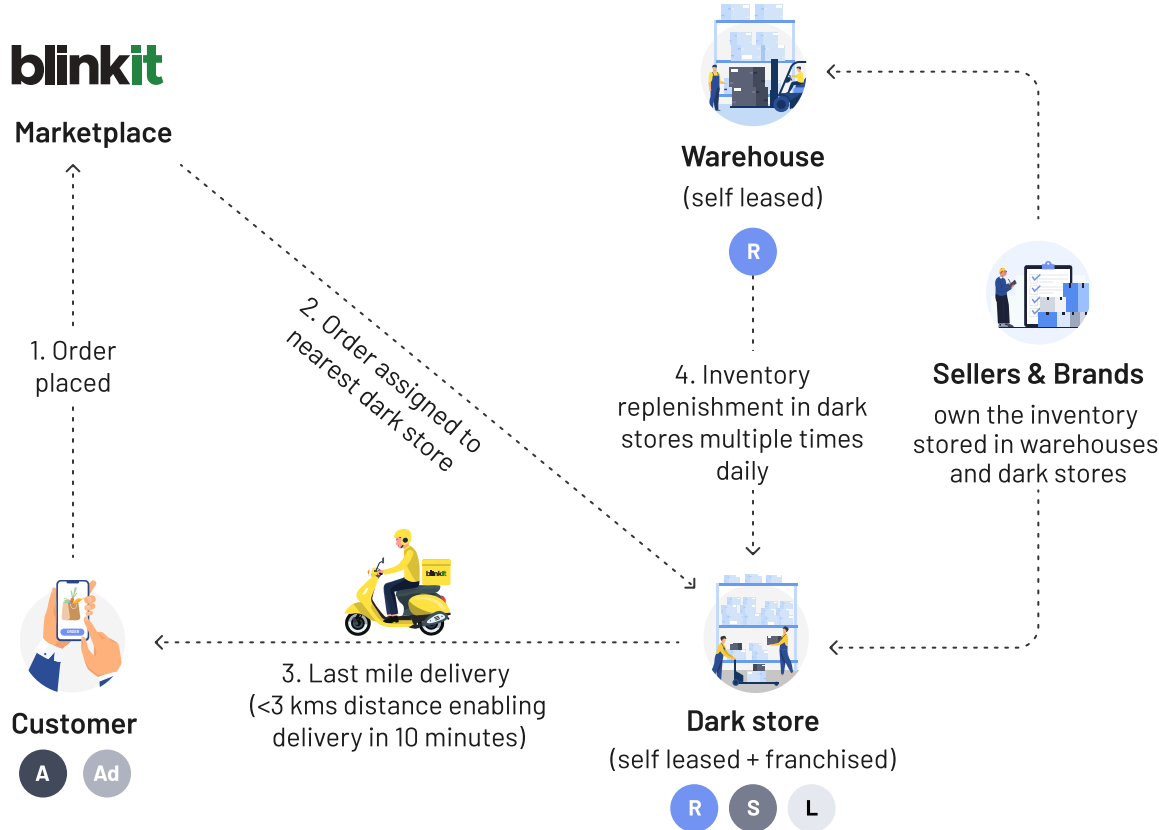 blinkit
Marketplace
1. Order
placed
2. Order assigned to
nearest dark store
Warehouse
(self leased)
R
4. Inventory
replenishment in dark
stores multiple times
daily
Sellers & Brands
own the inventory
stored in warehouses
and dark stores
blinkit
3. Last mile delivery
(<3 kms distance enabling
delivery in 10 minutes)
Customer
A
Ad
Dark store
(self leased + franchised)
R
S
L